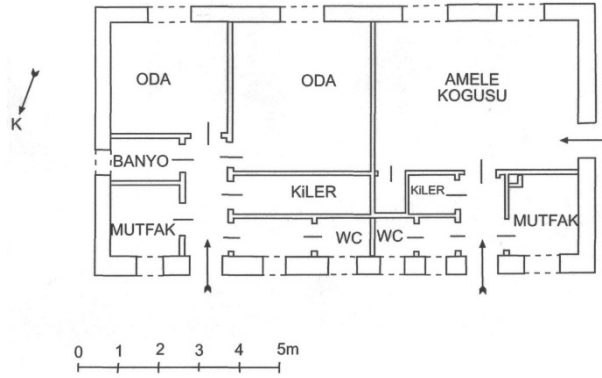 ODA
ODA
AMELE
KOGUSU
K
BANYO
KiLER
KiLER
MUTFAK
WC
WC
MUTFAK
0 1 2 3 4 5m